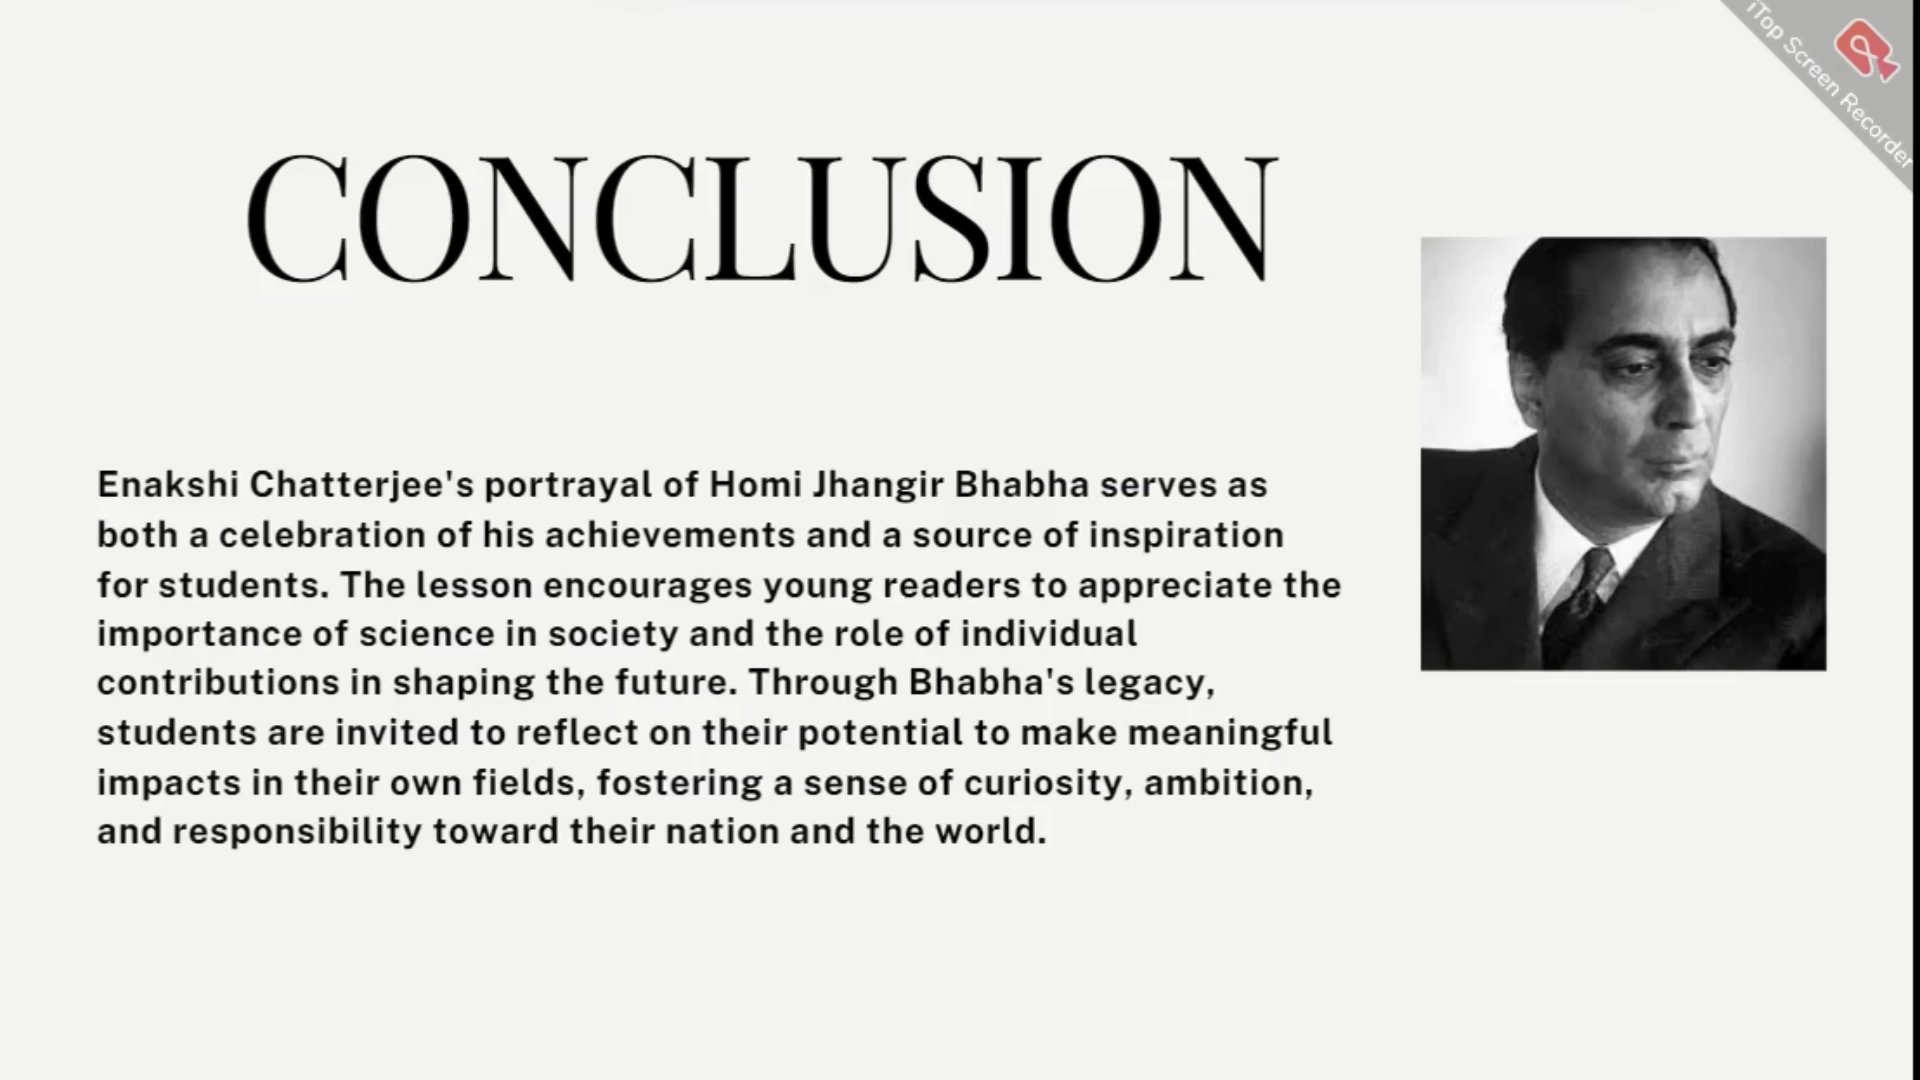 iTop Screen Recorder
CONCLUSION
Enakshi Chatterjee's portrayal of Homi Jhangir Bhabha serves as
both a celebration of his achievements and a source of inspiration
for students. The lesson encourages young readers to appreciate the
importance of science in society and the role of individual
contributions in shaping the future. Through Bhabha's legacy,
students are invited to reflect on their potential to make meaningful
impacts in their own fields, fostering a sense of curiosity, ambition,
and responsibility toward their nation and the world.